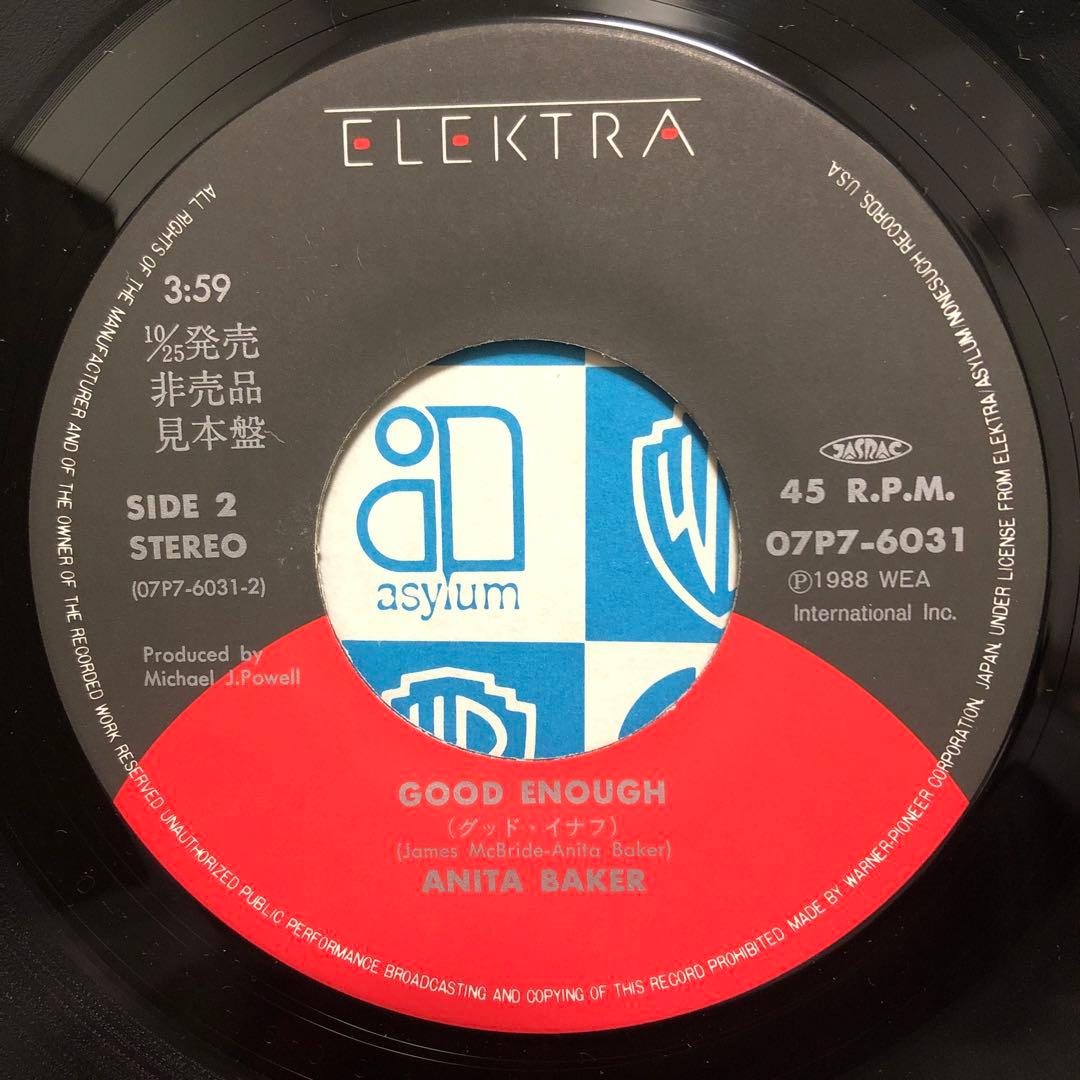 ELEKTRA
3:59
10/25発売
非売品
見本盤
SIDE 2
STEREO
(07P7-6031-2)
Produced by
Michael J.Powell
asylum
JASRAC
45 R.P.M.
07P7-6031
Ⓟ1988 WEA
International Inc.
GOOD ENOUGH
(グッド・イナフ)
(James McBride-Anita Baker)
ANITA BAKER
ALL RIGHTS OF THE MANUFACTURER AND OF THE OWNER OF THE RECORDED WORK RESERVED UNAUTHORIZED PUBLIC PERFORMANCE BROADCASTING AND COPYING OF THIS RECORD PROHIBITED MADE BY WARNER-PIONEER CORPORATION, JAPAN, UNDER LICENSE FROM ELEKTRA/ASYLUM/NONESUCH RECORDS, U.S.A.